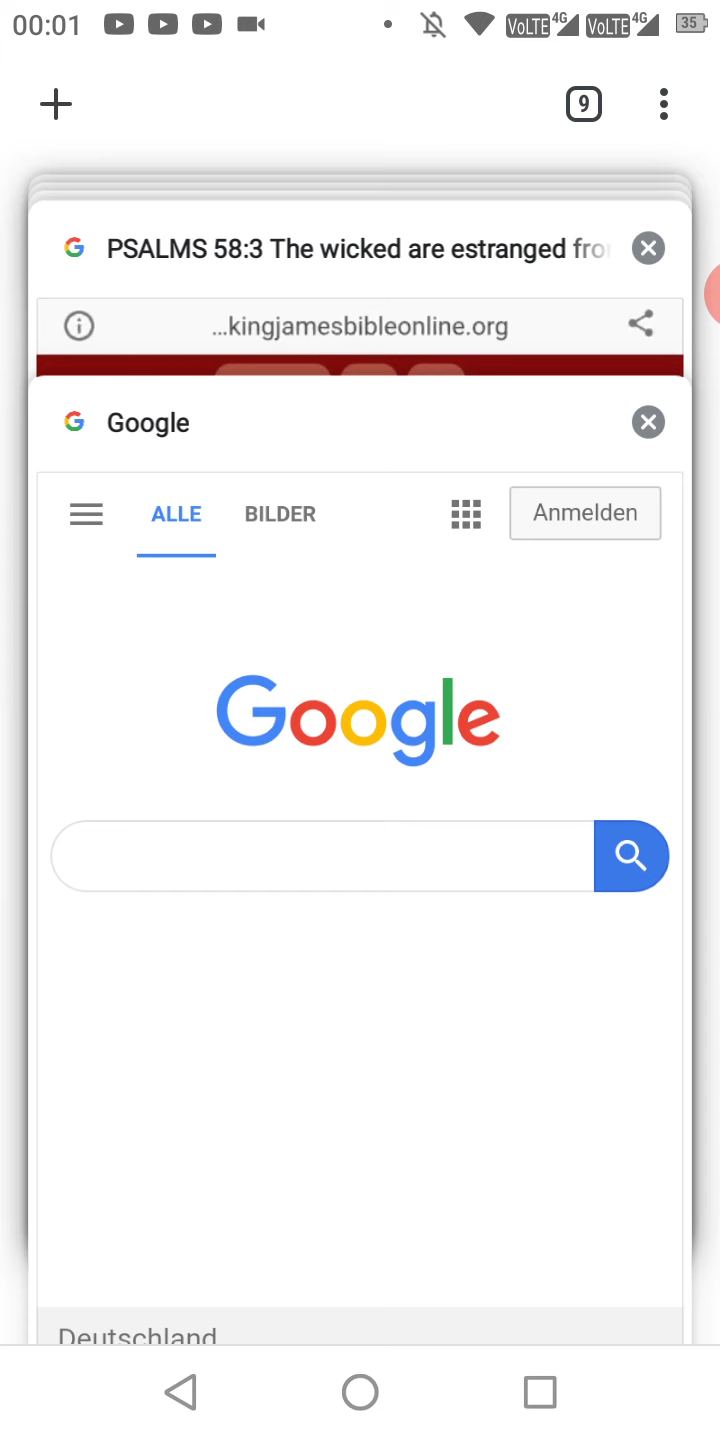 00:01 VoLTE 4G VoLTE 4G 35
9
PSALMS 58:3 The wicked are estranged fro
...kingjamesbibleonline.org
Google
ALLE BILDER Anmelden
Google
Deutschland